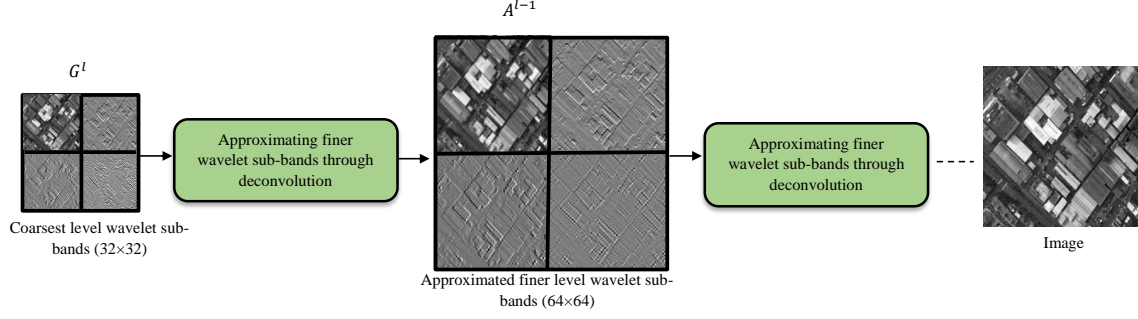 G^l
Coarsest level wavelet sub-
bands (32×32)
Approximating finer
wavelet sub-bands through
deconvolution
A^{l-1}
Approximated finer level wavelet sub-
bands (64×64)
Approximating finer
wavelet sub-bands through
deconvolution
Image